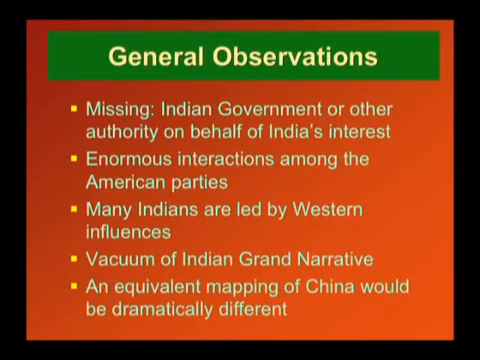 General Observations
Missing: Indian Government or other
authority on behalf of India's interest
Enormous interactions among the
American parties
Many Indians are led by Western
influences
Vacuum of Indian Grand Narrative
An equivalent mapping of China would
be dramatically different